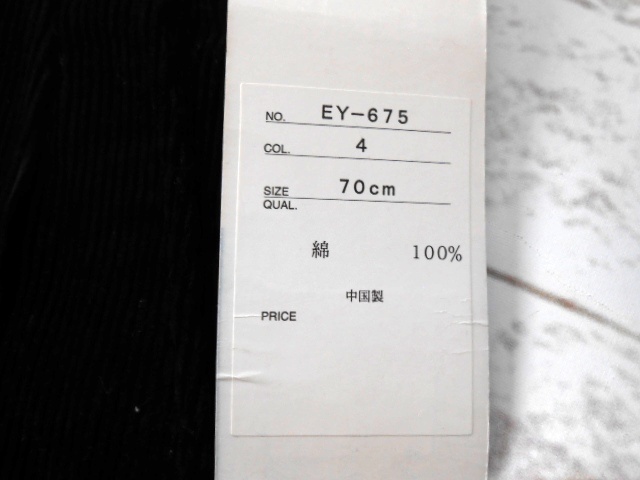 NO. EY-675
COL. 4
SIZE 70cm
QUAL.
綿 100%
中国製
PRICE